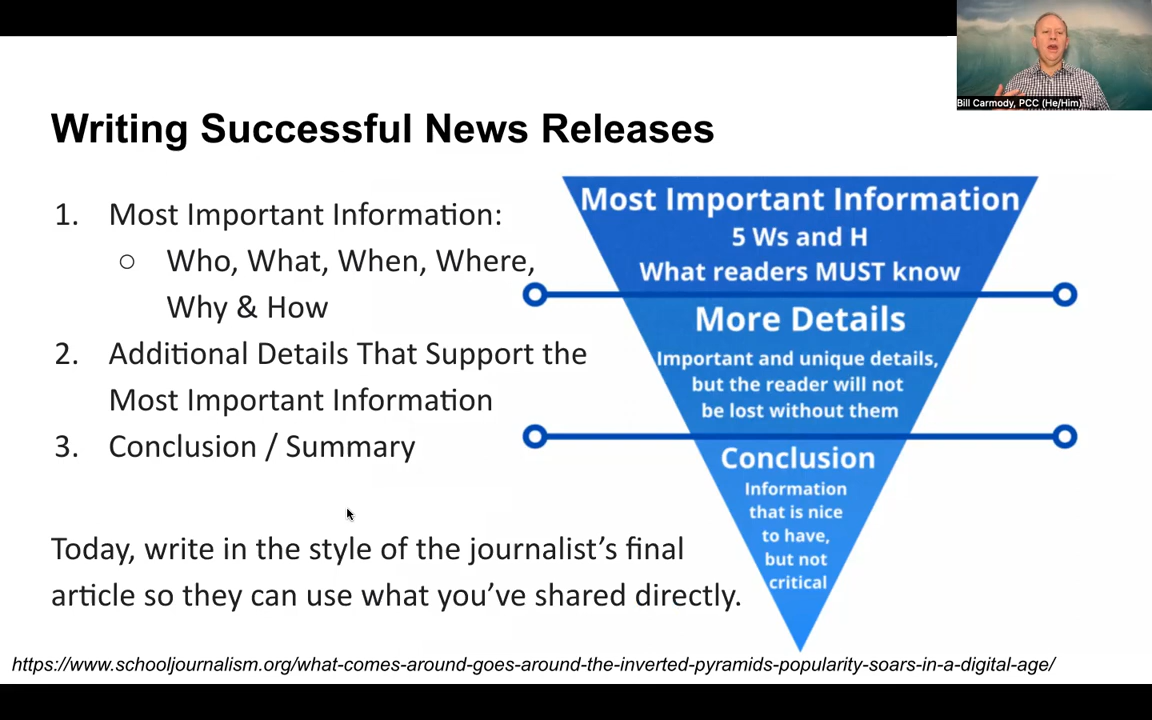 Bill Carmody, PCC (He/Him)
Writing Successful News Releases
1. Most Important Information:
○ Who, What, When, Where,
Why & How
2. Additional Details That Support the
Most Important Information
3. Conclusion / Summary
Today, write in the style of the journalist’s final
article so they can use what you’ve shared directly.
Most Important Information
5 Ws and H
What readers MUST know
More Details
Important and unique details,
but the reader will not
be lost without them
Conclusion
Information
that is nice
to have,
but not
critical
https://www.schooljournalism.org/what-comes-around-goes-around-the-inverted-pyramids-popularity-soars-in-a-digital-age/